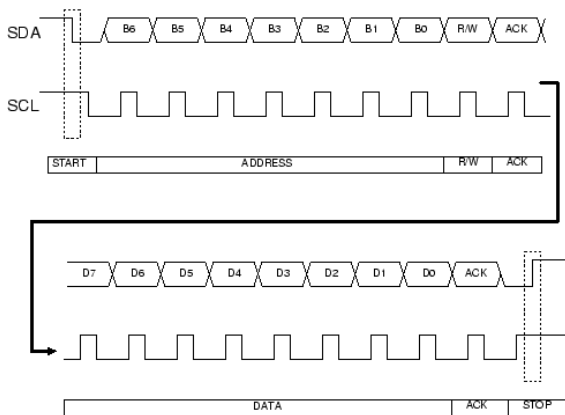 SDA B6 B5 B4 B3 B2 B1 B0 R/W ACK
SCL
START ADDRESS R/W ACK
D7 D6 D5 D4 D3 D2 D1 D0 ACK
DATA ACK STOP